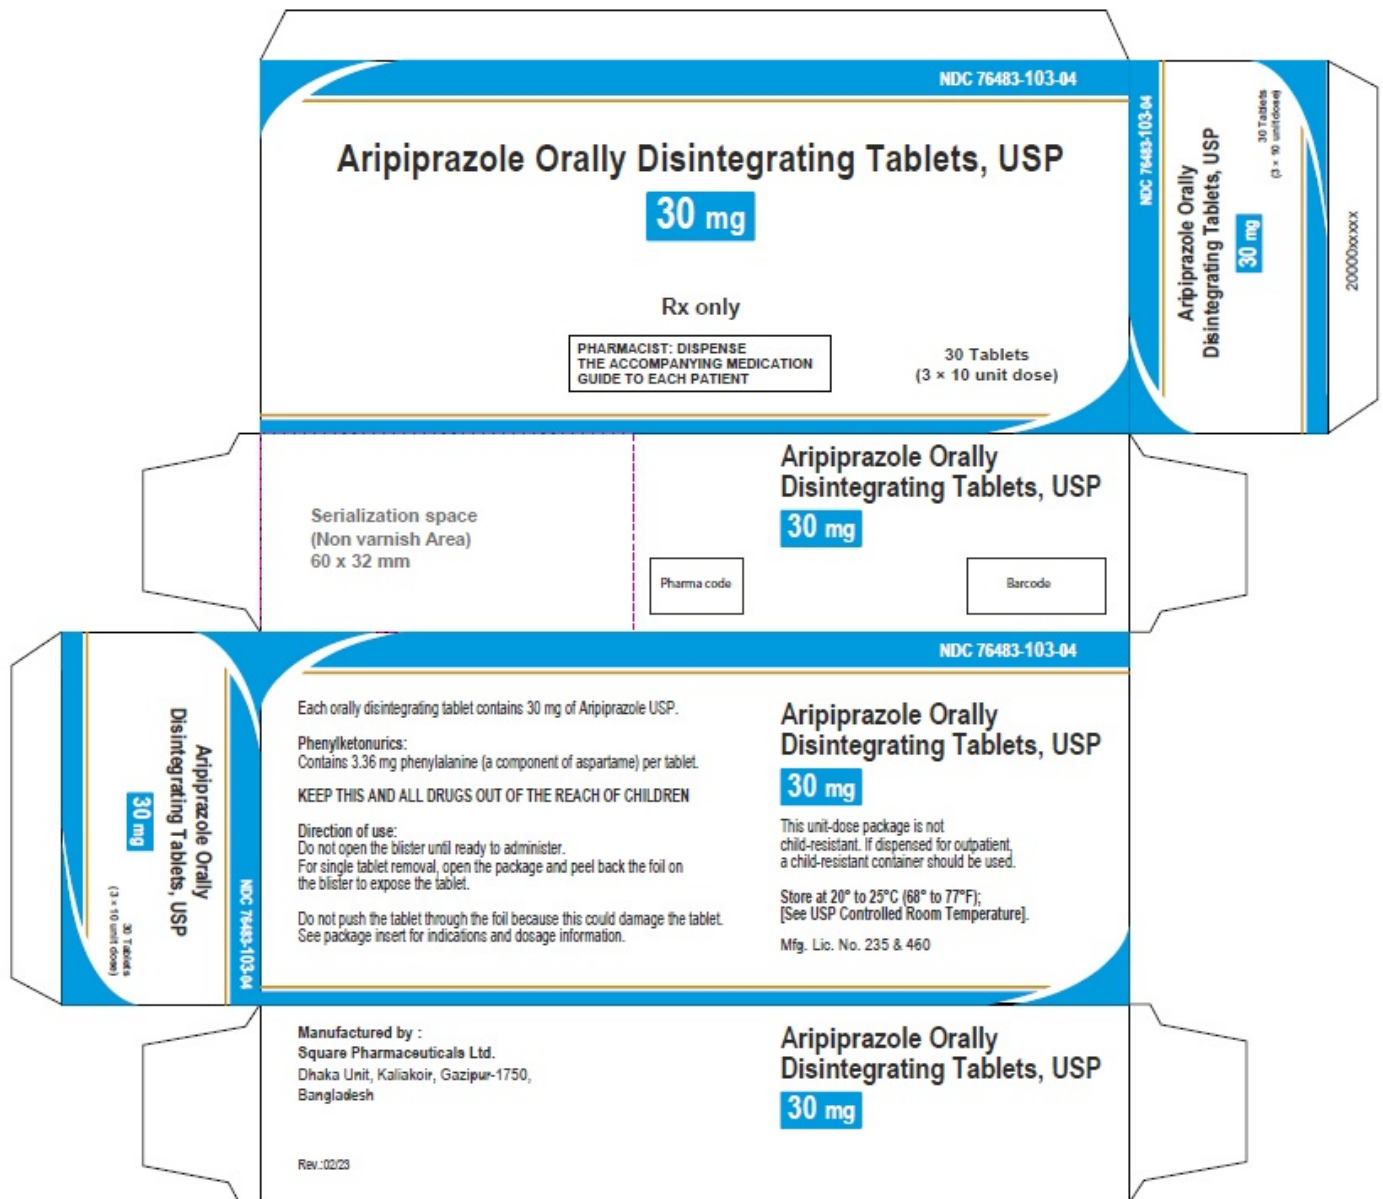 NDC 76483-103-04
Aripiprazole Orally Disintegrating Tablets, USP
30 mg
Rx only
PHARMACIST: DISPENSE
THE ACCOMPANYING MEDICATION
GUIDE TO EACH PATIENT
30 Tablets
(3 × 10 unit dose)
NDC 76483-103-04
Aripiprazole Orally
Disintegrating Tablets, USP
30 mg
30 Tablets
(3 × 10 unitdose)
20000xxxxx
Serialization space
(Non varnish Area)
60 x 32 mm
Pharma code
Aripiprazole Orally
Disintegrating Tablets, USP
30 mg
Barcode
NDC 76483-103-04
Aripiprazole Orally
Disintegrating Tablets, USP
30 mg
30 Tablets
(3 × 10 unit dose)
NDC 76483-103-04
Each orally disintegrating tablet contains 30 mg of Aripiprazole USP.
Phenylketonurics:
Contains 3.36 mg phenylalanine (a component of aspartame) per tablet.
KEEP THIS AND ALL DRUGS OUT OF THE REACH OF CHILDREN
Direction of use:
Do not open the blister until ready to administer.
For single tablet removal, open the package and peel back the foil on
the blister to expose the tablet.
Do not push the tablet through the foil because this could damage the tablet.
See package insert for indications and dosage information.
Aripiprazole Orally
Disintegrating Tablets, USP
30 mg
This unit-dose package is not
child-resistant. If dispensed for outpatient,
a child-resistant container should be used.
Store at 20° to 25°C (68° to 77°F);
[See USP Controlled Room Temperature].
Mfg. Lic. No. 235 & 460
Manufactured by :
Square Pharmaceuticals Ltd.
Dhaka Unit, Kaliakoir, Gazipur-1750,
Bangladesh
Rev.:02/23
Aripiprazole Orally
Disintegrating Tablets, USP
30 mg